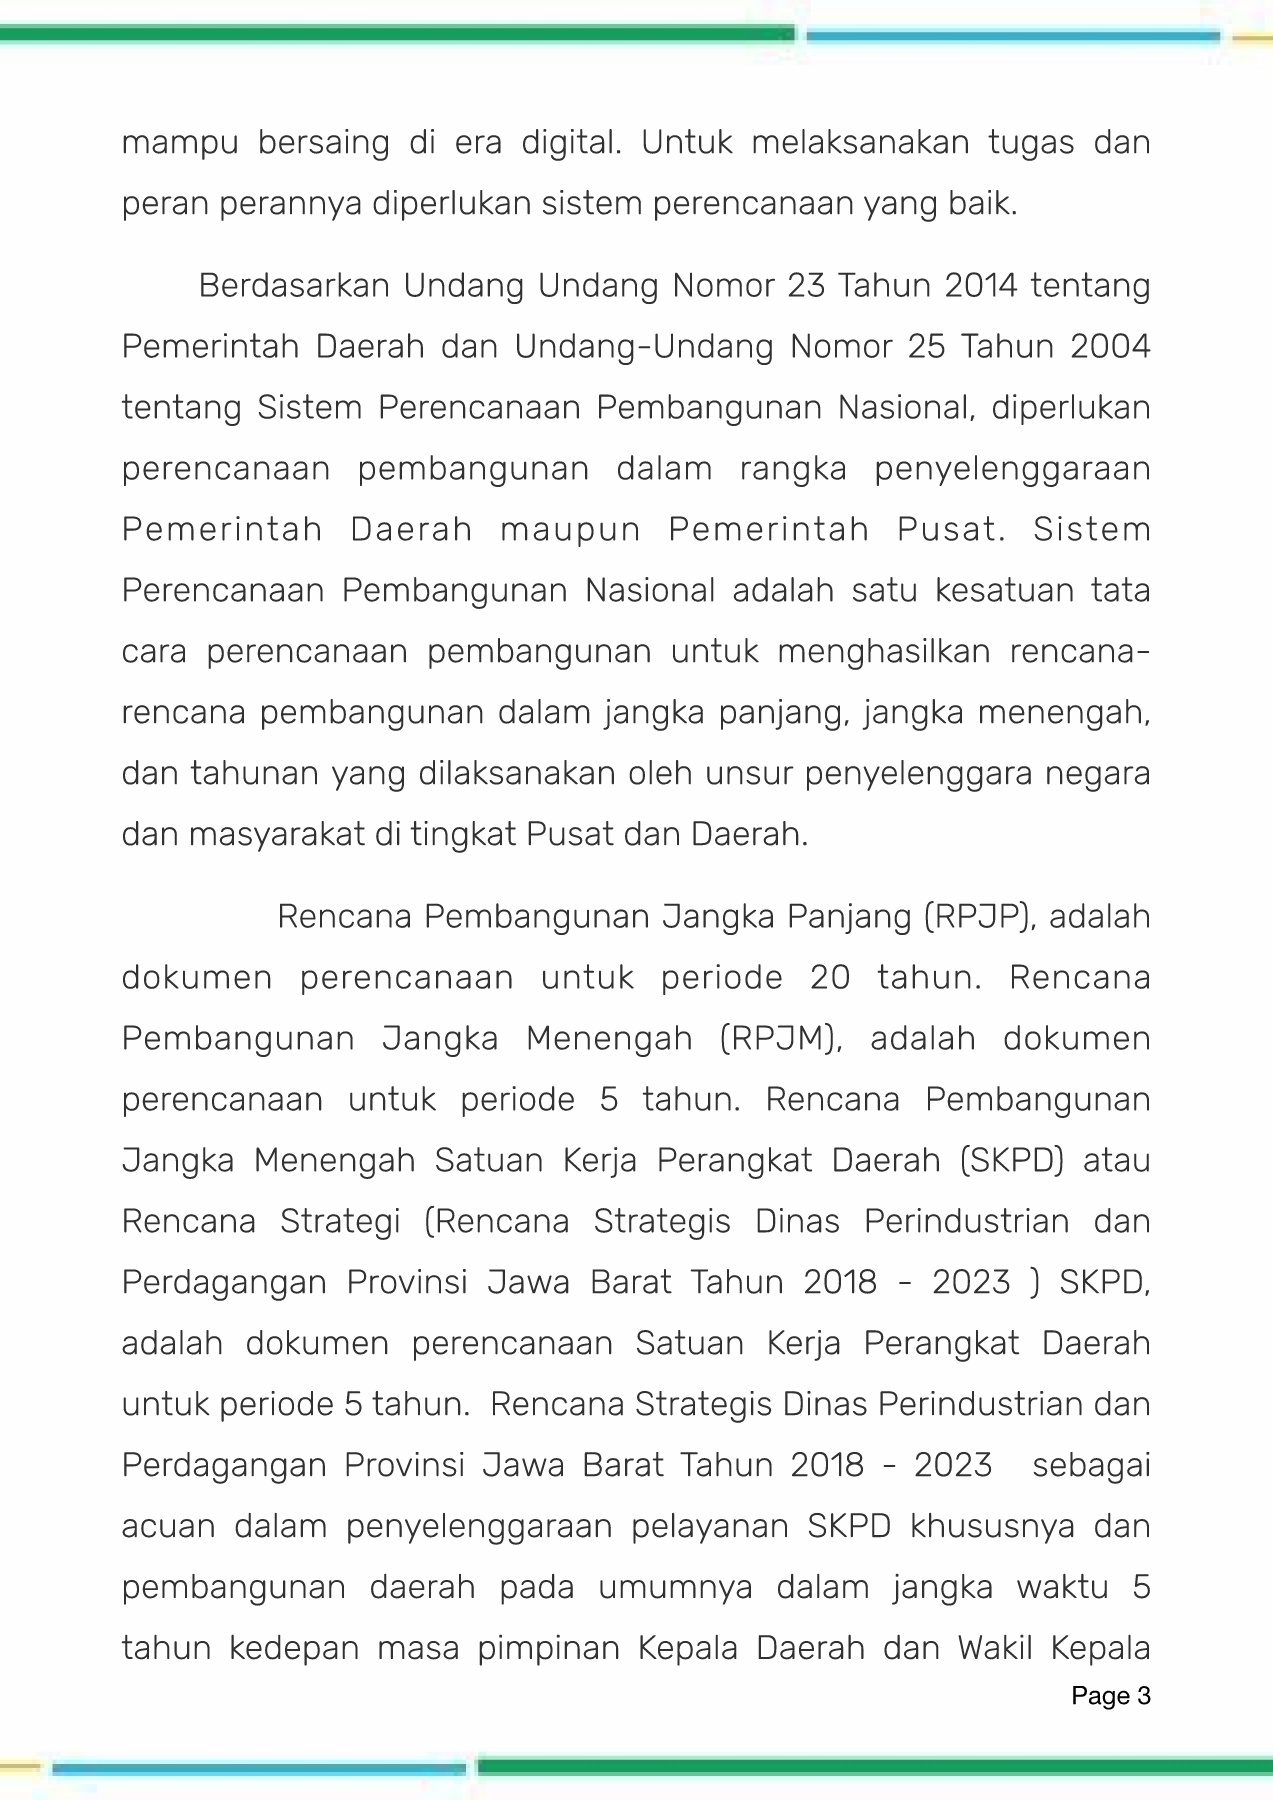 mampu bersaing di era digital. Untuk melaksanakan tugas dan
peran perannya diperlukan sistem perencanaan yang baik.
Berdasarkan Undang Undang Nomor 23 Tahun 2014 tentang
Pemerintah Daerah dan Undang-Undang Nomor 25 Tahun 2004
tentang Sistem Perencanaan Pembangunan Nasional, diperlukan
perencanaan pembangunan dalam rangka penyelenggaraan
Pemerintah Daerah maupun Pemerintah Pusat. Sistem
Perencanaan Pembangunan Nasional adalah satu kesatuan tata
cara perencanaan pembangunan untuk menghasilkan rencana-
rencana pembangunan dalam jangka panjang, jangka menengah,
dan tahunan yang dilaksanakan oleh unsur penyelenggara negara
dan masyarakat di tingkat Pusat dan Daerah.
Rencana Pembangunan Jangka Panjang (RPJP), adalah
dokumen perencanaan untuk periode 20 tahun. Rencana
Pembangunan Jangka Menengah (RPJM), adalah dokumen
perencanaan untuk periode 5 tahun. Rencana Pembangunan
Jangka Menengah Satuan Kerja Perangkat Daerah (SKPD) atau
Rencana Strategi (Rencana Strategis Dinas Perindustrian dan
Perdagangan Provinsi Jawa Barat Tahun 2018 - 2023 ) SKPD,
adalah dokumen perencanaan Satuan Kerja Perangkat Daerah
untuk periode 5 tahun.  Rencana Strategis Dinas Perindustrian dan
Perdagangan Provinsi Jawa Barat Tahun 2018 - 2023  sebagai
acuan dalam penyelenggaraan pelayanan SKPD khususnya dan
pembangunan daerah pada umumnya dalam jangka waktu 5
tahun kedepan masa pimpinan Kepala Daerah dan Wakil Kepala
Page 3